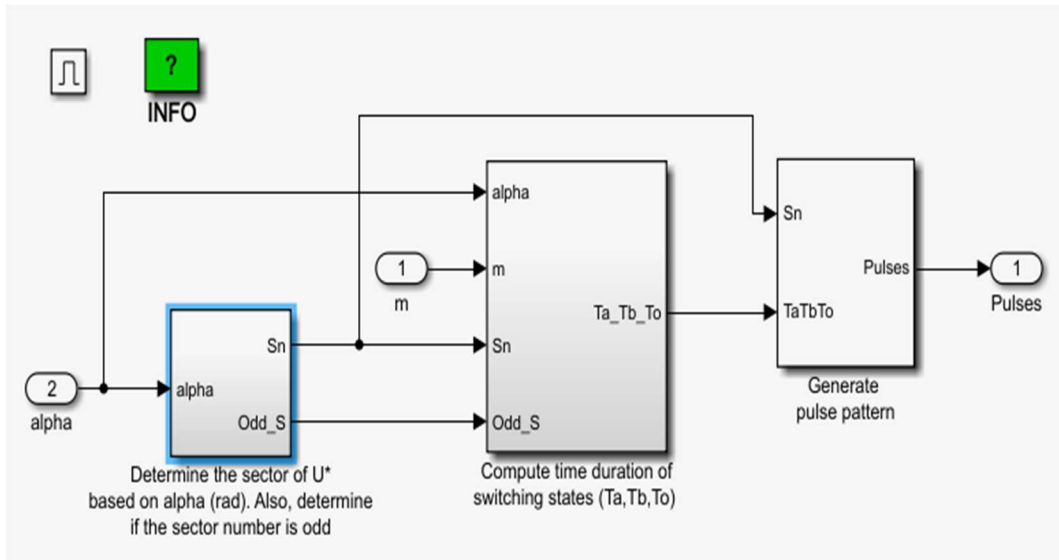 ?
INFO
alpha
m
Sn
Odd_S
Ta_Tb_To
Compute time duration of
switching states (Ta,Tb,To)
1
m
2
alpha
alpha
Sn
Odd_S
Determine the sector of U*
based on alpha (rad). Also, determine
if the sector number is odd
Sn
TaTbTo
Pulses
Generate
pulse pattern
1
Pulses